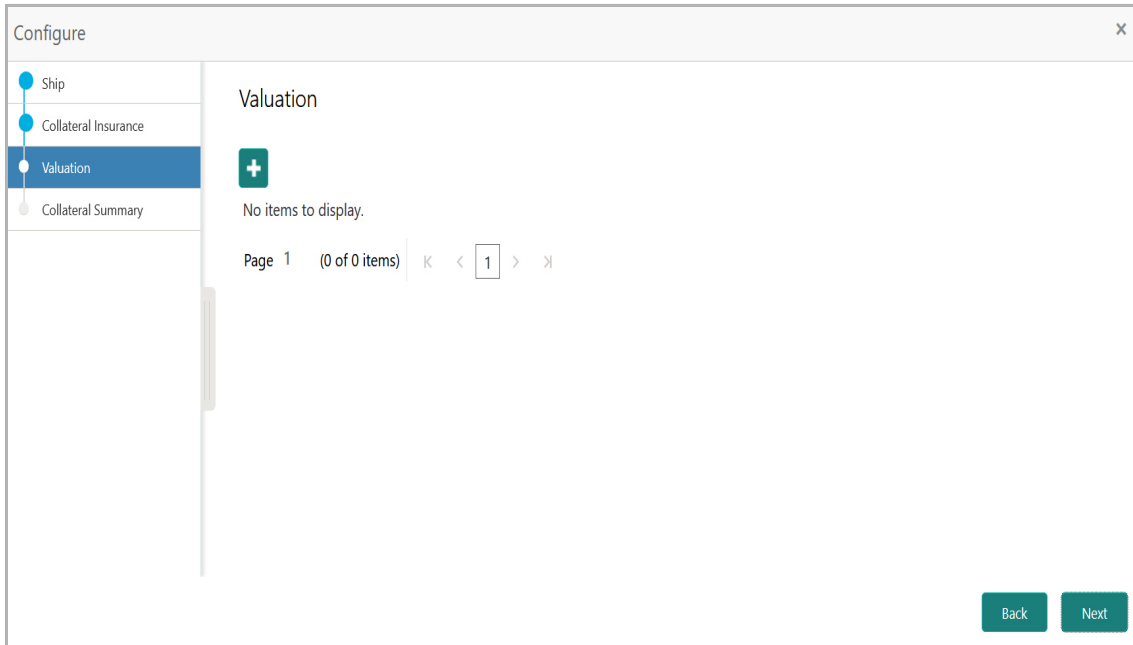 Configure
Ship
Collateral Insurance
Valuation
Collateral Summary
Valuation
No items to display.
Page 1 (0 of 0 items) 1
Back Next